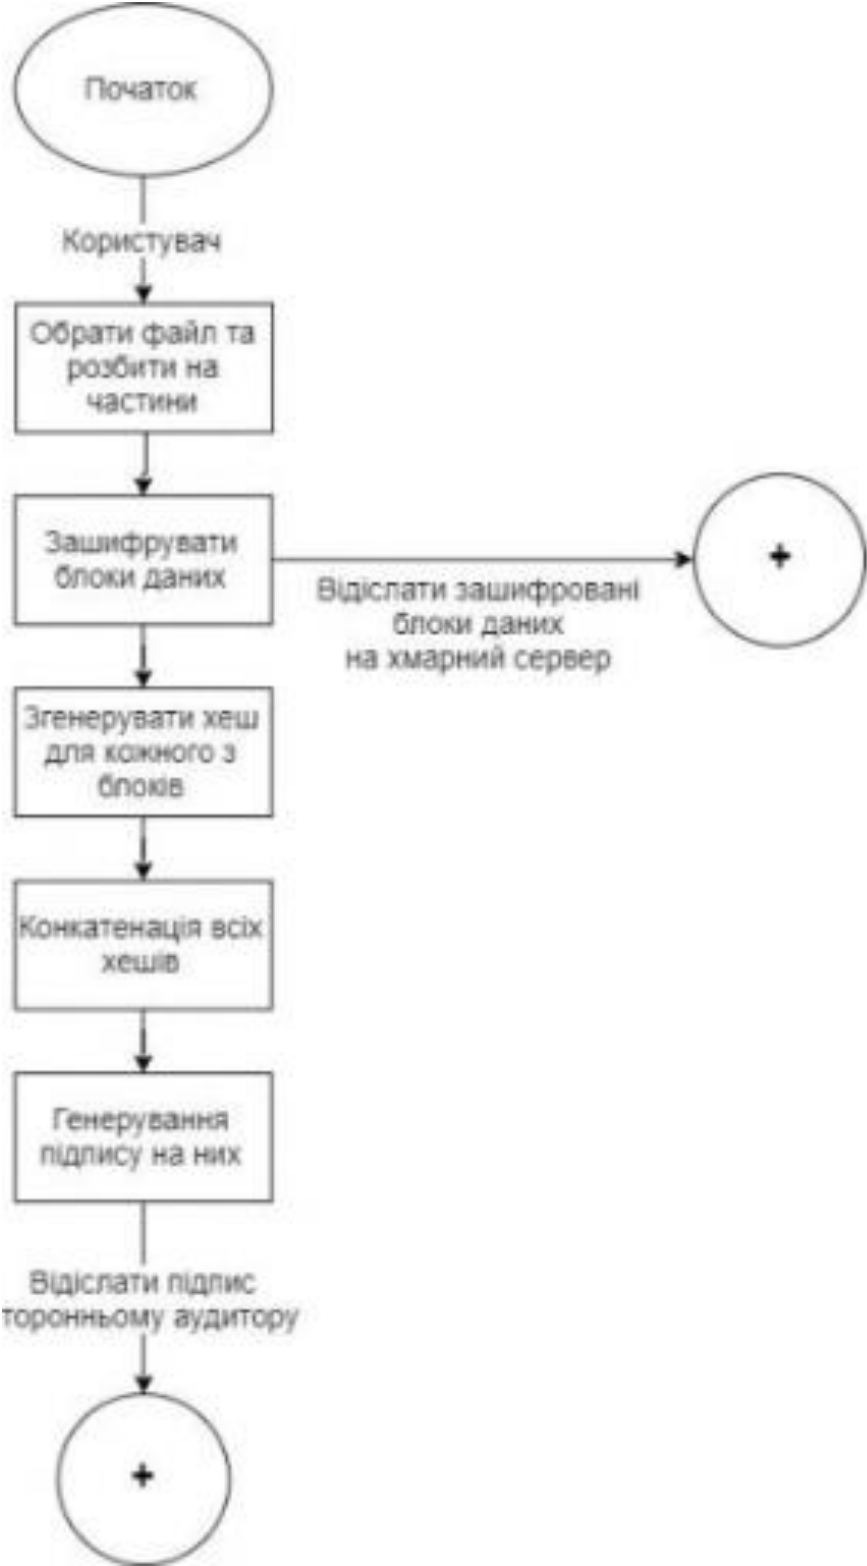 Початок
Користувач
Обрати файл та
розбити на
частини
Зашифрувати
блоки даних
+
Відіслати зашифровані
блоки даних
на хмарний сервер
Згенерувати хеш
для кожного з
блоків
Конкатенація всіх
хешів
Генерування
підпису на них
Відіслати підпис
торонньому аудитору
+